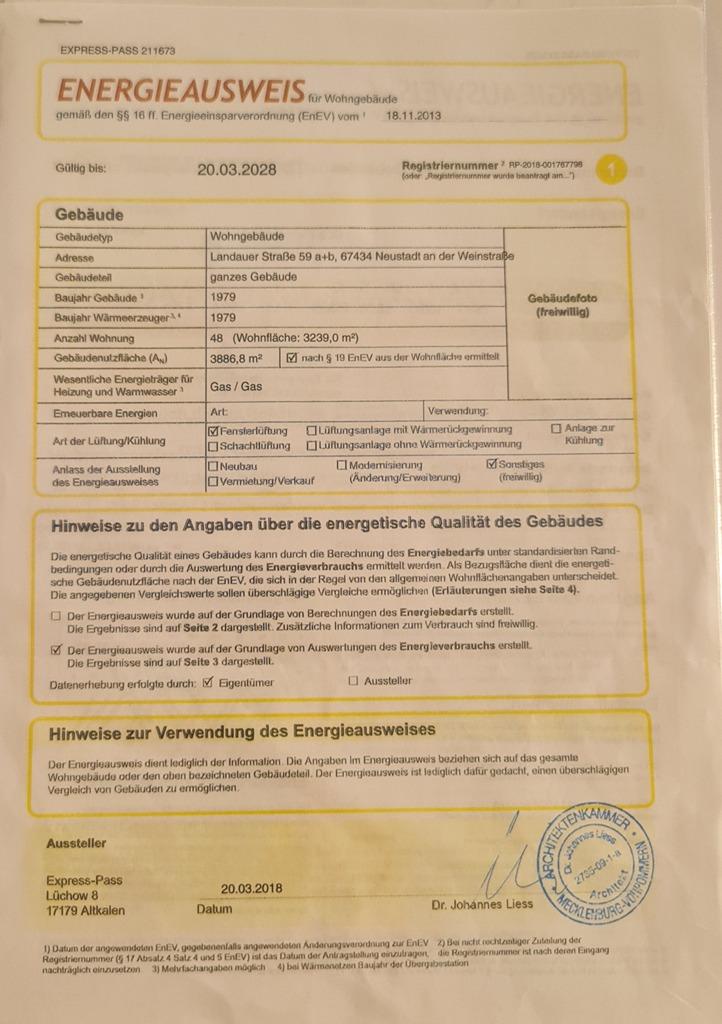 EXPRESS-PASS 211673
ENERGIEAUSWEIS für Wohngebäude
gemäß den §§ 16 ff. Energieeinsparverordnung (EnEV) vom ¹ 18.11.2013
Gültig bis: 20.03.2028 Registriernummer ² RP-2018-001767798 1
(oder: „Registriernummer wurde beantragt am...")
Gebäude
Gebäudetyp Wohngebäude
Adresse Landauer Straße 59 a+b, 67434 Neustadt an der Weinstraße
Gebäudeteil ganzes Gebäude
Baujahr Gebäude ³ 1979
Gebäudefoto
(freiwillig)
Baujahr Wärmeerzeuger ³, ⁴ 1979
Anzahl Wohnung 48 (Wohnfläche: 3239,0 m²)
Gebäudenutzfläche (A_N) 3886,8 m² ☑ nach § 19 EnEV aus der Wohnfläche ermittelt
Wesentliche Energieträger für
Heizung und Warmwasser ³ Gas / Gas
Erneuerbare Energien Art: Verwendung:
Art der Lüftung/Kühlung ☑ Fensterlüftung ☐ Lüftungsanlage mit Wärmerückgewinnung ☐ Anlage zur
☐ Schachtlüftung ☐ Lüftungsanlage ohne Wärmerückgewinnung Kühlung
Anlass der Ausstellung ☐ Neubau ☐ Modernisierung ☑ Sonstiges
des Energieausweises ☐ Vermietung/Verkauf (Änderung/Erweiterung) (freiwillig)
Hinweise zu den Angaben über die energetische Qualität des Gebäudes
Die energetische Qualität eines Gebäudes kann durch die Berechnung des Energiebedarfs unter standardisierten Rand-
bedingungen oder durch die Auswertung des Energieverbrauchs ermittelt werden. Als Bezugsfläche dient die energeti-
sche Gebäudenutzfläche nach der EnEV, die sich in der Regel von den allgemeinen Wohnflächenangaben unterscheidet.
Die angegebenen Vergleichswerte sollen überschlägige Vergleiche ermöglichen (Erläuterungen siehe Seite 4).
☐ Der Energieausweis wurde auf der Grundlage von Berechnungen des Energiebedarfs erstellt.
Die Ergebnisse sind auf Seite 2 dargestellt. Zusätzliche Informationen zum Verbrauch sind freiwillig.
☑ Der Energieausweis wurde auf der Grundlage von Auswertungen des Energieverbrauchs erstellt.
Die Ergebnisse sind auf Seite 3 dargestellt.
Datenerhebung erfolgte durch: ☑ Eigentümer ☐ Aussteller
Hinweise zur Verwendung des Energieausweises
Der Energieausweis dient lediglich der Information. Die Angaben im Energieausweis beziehen sich auf das gesamte
Wohngebäude oder den oben bezeichneten Gebäudeteil. Der Energieausweis ist lediglich dafür gedacht, einen überschlägigen
Vergleich von Gebäuden zu ermöglichen.
Aussteller
Express-Pass
Lüchow 8
17179 Altkalen
20.03.2018
Datum
Dr. Johannes Liess
ARCHITEKTENKAMMER
MECKLENBURG-VORPOMMERN
Dr. Johannes Liess
2735-09-1-a
Architekt
1) Datum der angewendeten EnEV, gegebenenfalls angewendeten Änderungsverordnung zur EnEV 2) Bei nicht rechtzeitiger Zuteilung der
Registriernummer (§ 17 Absatz 4 Satz 4 und 5 EnEV) ist das Datum der Antragstellung einzutragen, die Registriernummer ist nach deren Eingang
nachträglich einzusetzen 3) Mehrfachangaben möglich 4) bei Wärmenetzen Baujahr der Übergabestation